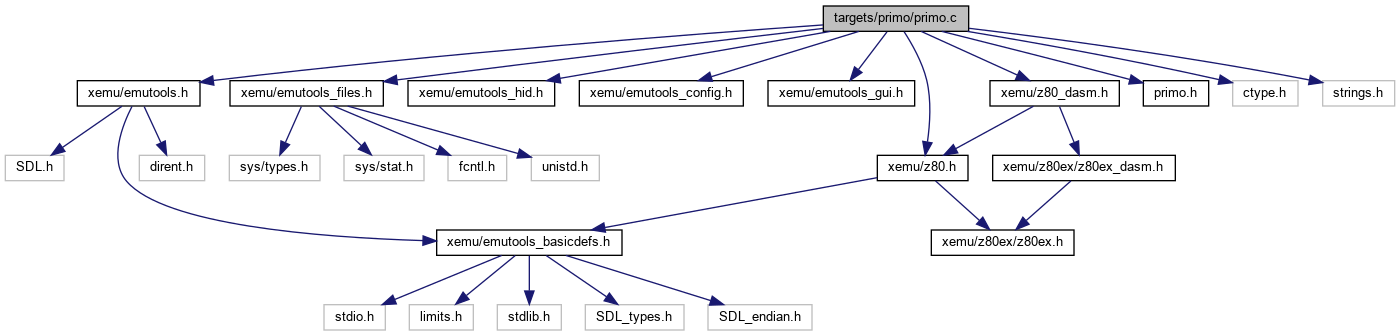 targets/primo/primo.c
xemu/emutools.h
xemu/emutools_files.h
xemu/emutools_hid.h
xemu/emutools_config.h
xemu/emutools_gui.h
xemu/z80_dasm.h
primo.h
ctype.h
strings.h
SDL.h
dirent.h
sys/types.h
sys/stat.h
fcntl.h
unistd.h
xemu/z80.h
xemu/z80ex/z80ex_dasm.h
xemu/emutools_basicdefs.h
xemu/z80ex/z80ex.h
stdio.h
limits.h
stdlib.h
SDL_types.h
SDL_endian.h